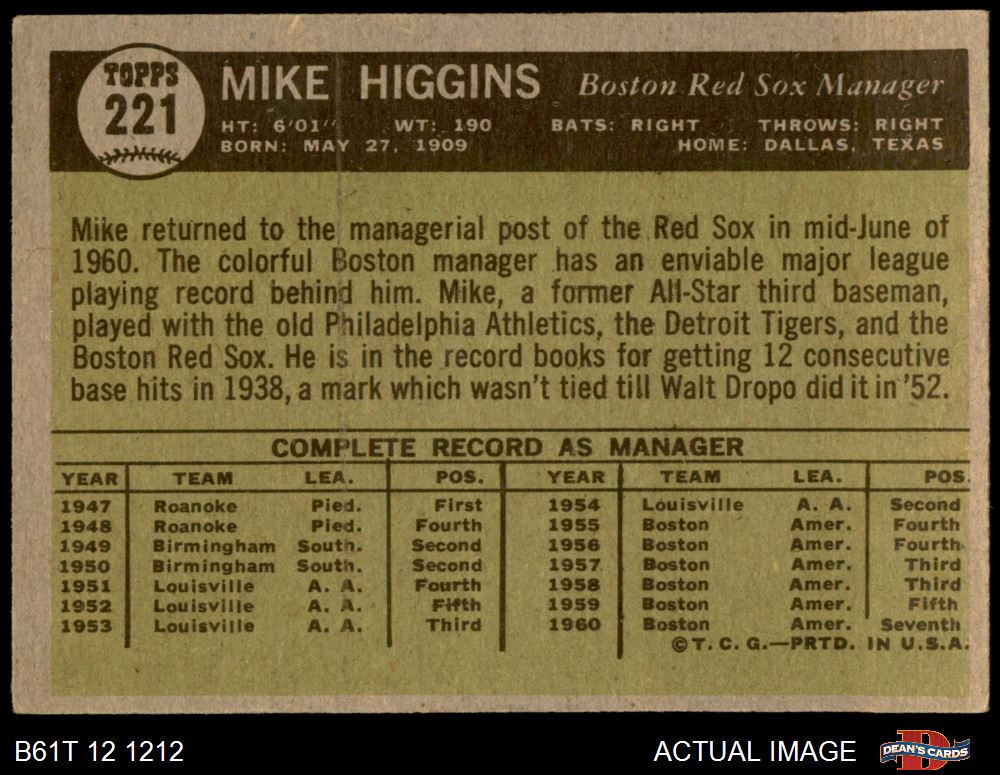 TOPPS
221
MIKE HIGGINS Boston Red Sox Manager
HT: 6'01" WT: 190 BATS: RIGHT THROWS: RIGHT
BORN: MAY 27, 1909 HOME: DALLAS, TEXAS
Mike returned to the managerial post of the Red Sox in mid-June of
1960. The colorful Boston manager has an enviable major league
playing record behind him. Mike, a former All-Star third baseman,
played with the old Philadelphia Athletics, the Detroit Tigers, and the
Boston Red Sox. He is in the record books for getting 12 consecutive
base hits in 1938, a mark which wasn't tied till Walt Dropo did it in '52.
COMPLETE RECORD AS MANAGER
YEAR TEAM LEA. POS. YEAR TEAM LEA. POS.
1947 Roanoke Pied. First 1954 Louisville A. A. Second
1948 Roanoke Pied. Fourth 1955 Boston Amer. Fourth
1949 Birmingham South. Second 1956 Boston Amer. Fourth
1950 Birmingham South. Second 1957 Boston Amer. Third
1951 Louisville A. A. Fourth 1958 Boston Amer. Third
1952 Louisville A. A. Fifth 1959 Boston Amer. Fifth
1953 Louisville A. A. Third 1960 Boston Amer. Seventh
©T. C. G.—PRTD. IN U.S.A.
B61T 12 1212 ACTUAL IMAGE DEAN'S CARDS